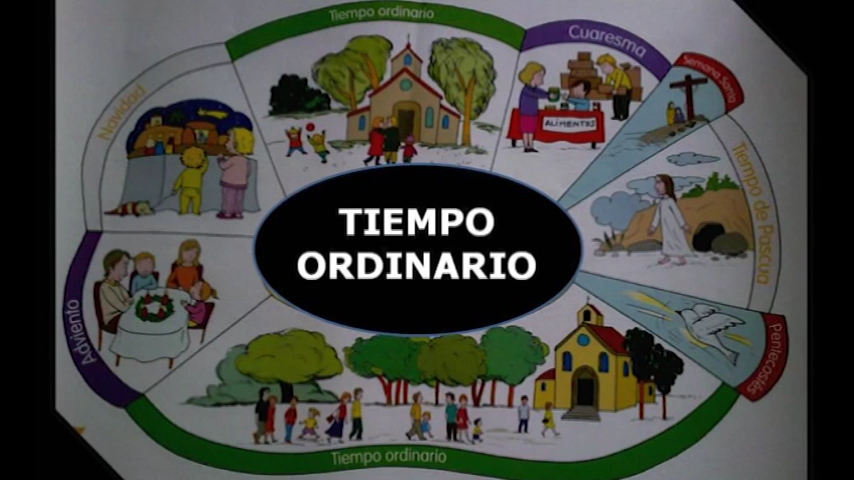 Tiempo ordinario
Cuaresma
Semana Santa
Navidad
ALIMENTOS
Tiempo de Pascua
TIEMPO
ORDINARIO
Adviento
Pentecostés
Tiempo ordinario